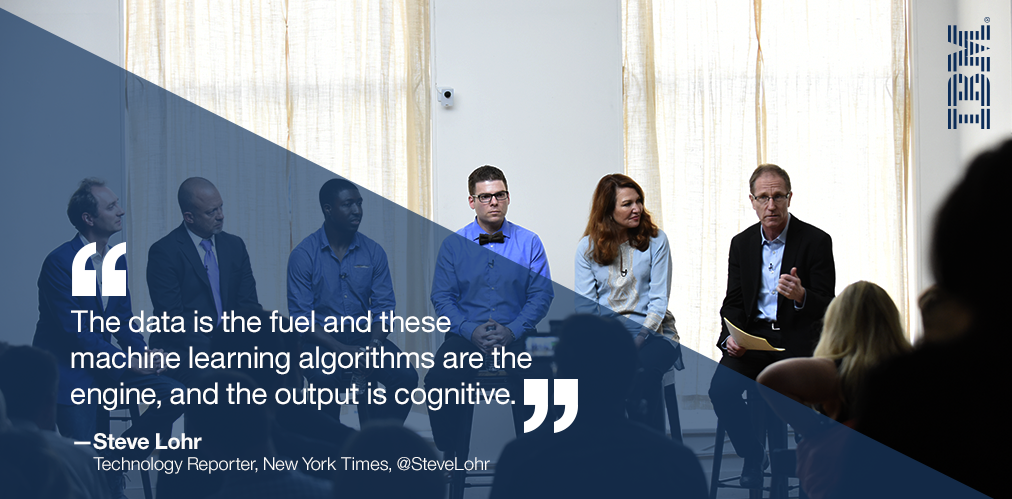 IBM®
“
The data is the fuel and these
machine learning algorithms are the
engine, and the output is cognitive.”
—Steve Lohr
Technology Reporter, New York Times, @SteveLohr